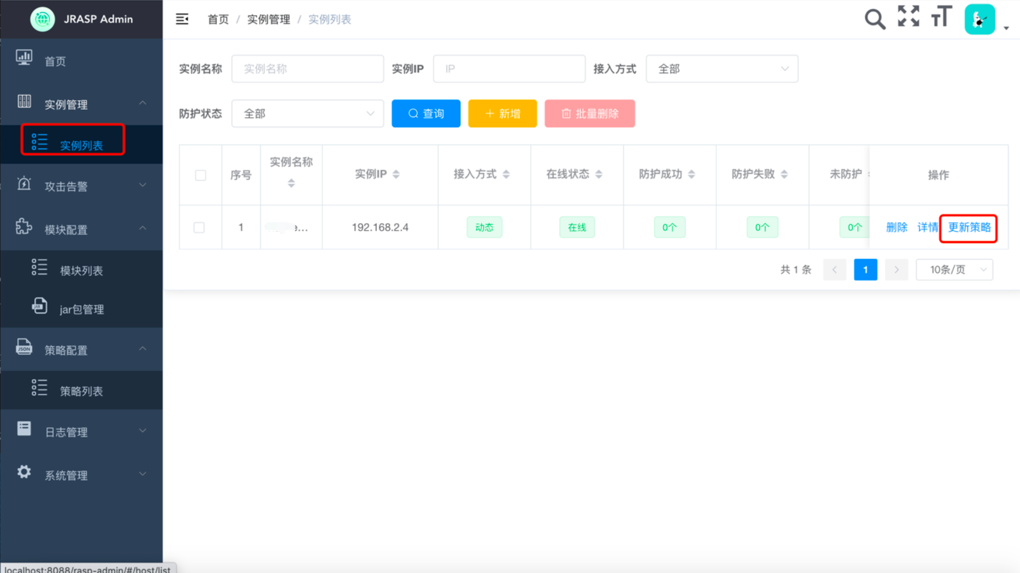 JRASP Admin
首页 / 实例管理 / 实例列表
首页
实例管理
实例列表
攻击告警
模块配置
模块列表
jar包管理
策略配置
策略列表
日志管理
系统管理
实例名称 实例名称 实例IP IP 接入方式 全部
防护状态 全部 查询 + 新增 批量删除
序号 实例名称 实例IP 接入方式 在线状态 防护成功 防护失败 未防护 操作
1 e... 192.168.2.4 动态 在线 0个 0个 0个 删除 详情 更新策略
共 1 条 < 1 > 10条/页
localhost:8088/rasp-admin/#/host/list